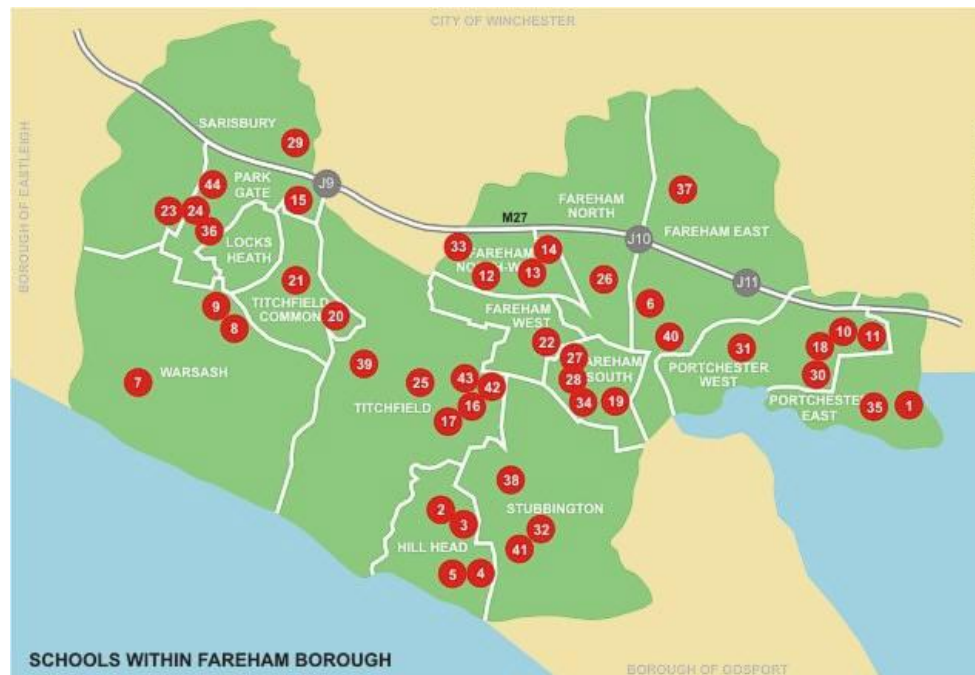 CITY OF WINCHESTER
BOROUGH OF EASTLEIGH
SARISBURY
29
44
PARK
GATE
J9
15
23
24
36
LOCKS
HEATH
37
FAREHAM
NORTH
M27
FAREHAM EAST
J10
33
14
FAREHAM
NORTH-WEST
12
13
26
J11
21
TITCHFIELD
COMMON
20
9
8
FAREHAM
WEST
6
22
40
10
11
18
31
PORTCHESTER
WEST
27
FAREHAM
SOUTH
39
WARSASH
7
25
43
42
28
30
TITCHFIELD
16
17
34
19
PORTCHESTER
EAST
35
1
38
2
3
STUBBINGTON
32
HILL HEAD
41
5
4
SCHOOLS WITHIN FAREHAM BOROUGH
BOROUGH OF GOSPORT